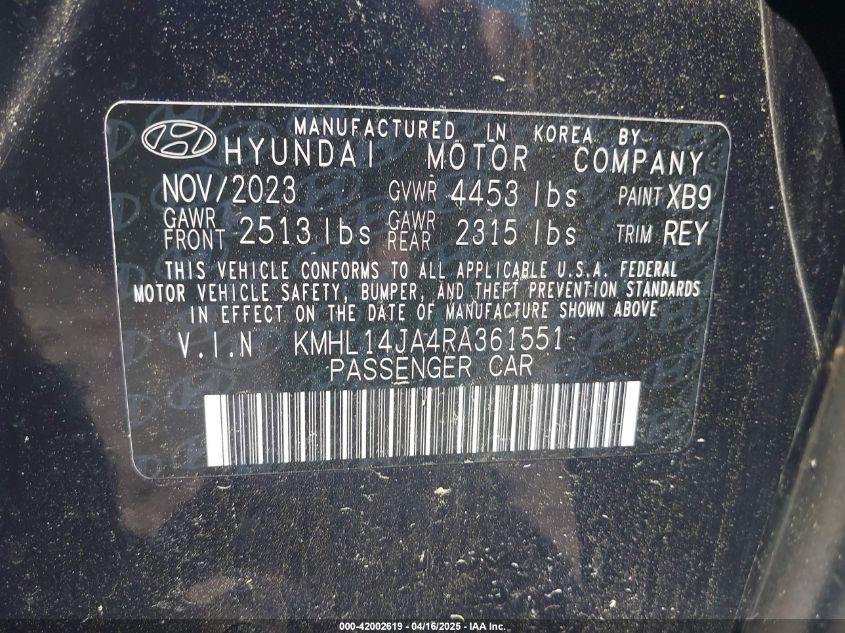 MANUFACTURED IN KOREA BY
HYUNDAI MOTOR COMPANY
NOV/2023 GVWR 4453 lbs PAINT XB9
GAWR FRONT 2513 lbs GAWR REAR 2315 lbs TRIM REY
THIS VEHICLE CONFORMS TO ALL APPLICABLE U.S.A. FEDERAL
MOTOR VEHICLE SAFETY, BUMPER, AND THEFT PREVENTION STANDARDS
IN EFFECT ON THE DATE OF MANUFACTURE SHOWN ABOVE
V.I.N KMHL14JA4RA361551
PASSENGER CAR
000-42002619 - 04/16/2025 - IAA Inc.